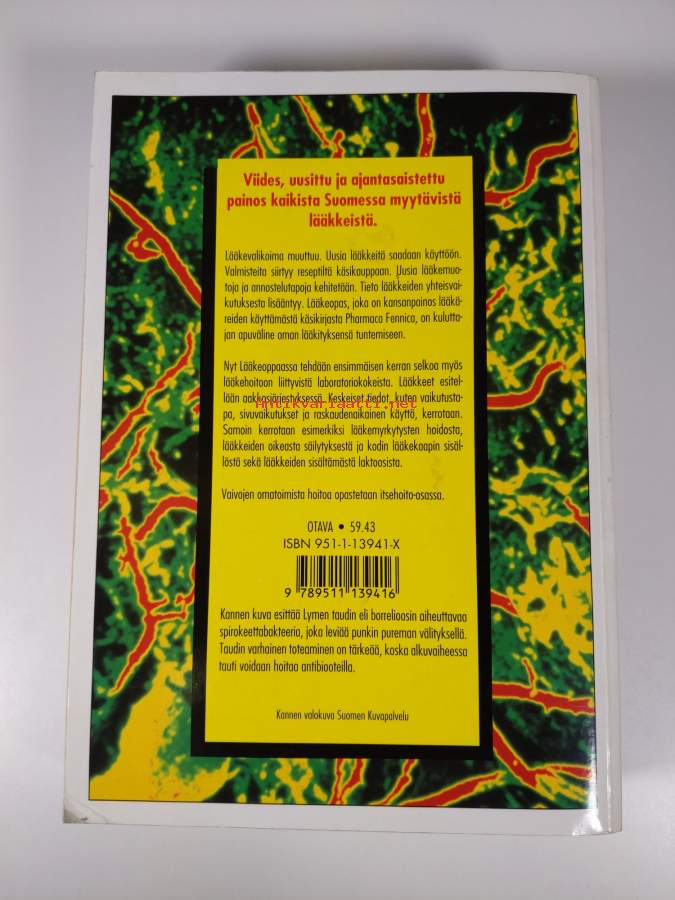 Viides, uusittu ja ajantasaistettu
painos kaikista Suomessa myytävistä
lääkkeistä.
Lääkevalikoima muuttuu. Uusia lääkkeitä saadaan käyttöön.
Valmisteita siirtyy reseptiltä käsikauppaan. Uusia lääkemuo-
toja ja annostelutapoja kehitetään. Tieto lääkkeiden yhteisvai-
kutuksesta lisääntyy. Lääkeopas, joka on kansanpainos lääkä-
reiden käyttämästä käsikirjasta Pharmaca Fennica, on kulutta-
jan apuväline oman lääkityksensä tuntemiseen.
Nyt Lääkeoppaassa tehdään ensimmäisen kerran selkoa myös
lääkehoitoon liittyvistä laboratoriokokeista. Lääkkeet esitel-
lään aakkosjärjestyksessä. Keskeiset tiedot, kuten vaikutusta-
antikvariaatti.net
pa, sivuvaikutukset ja raskaudenaikainen käyttö, kerrotaan.
Samoin kerrotaan esimerkiksi lääkemyrkytysten hoidosta,
lääkkeiden oikeasta säilytyksestä ja kodin lääkekaapin sisäl-
löstä sekä lääkkeiden sisältämästä laktoosista.
Vaivojen omatoimista hoitoa opastetaan itsehoito-osassa.
OTAVA • 59.43
ISBN 951-1-13941-X
9 789511 139416
Kannen kuva esittää Lymen taudin eli borrelioosin aiheuttavaa
spirokeettabakteeria, joka leviää punkin pureman välityksellä.
Taudin varhainen toteaminen on tärkeää, koska alkuvaiheessa
tauti voidaan hoitaa antibiooteilla.
Kannen valokuva Suomen Kuvapalvelu